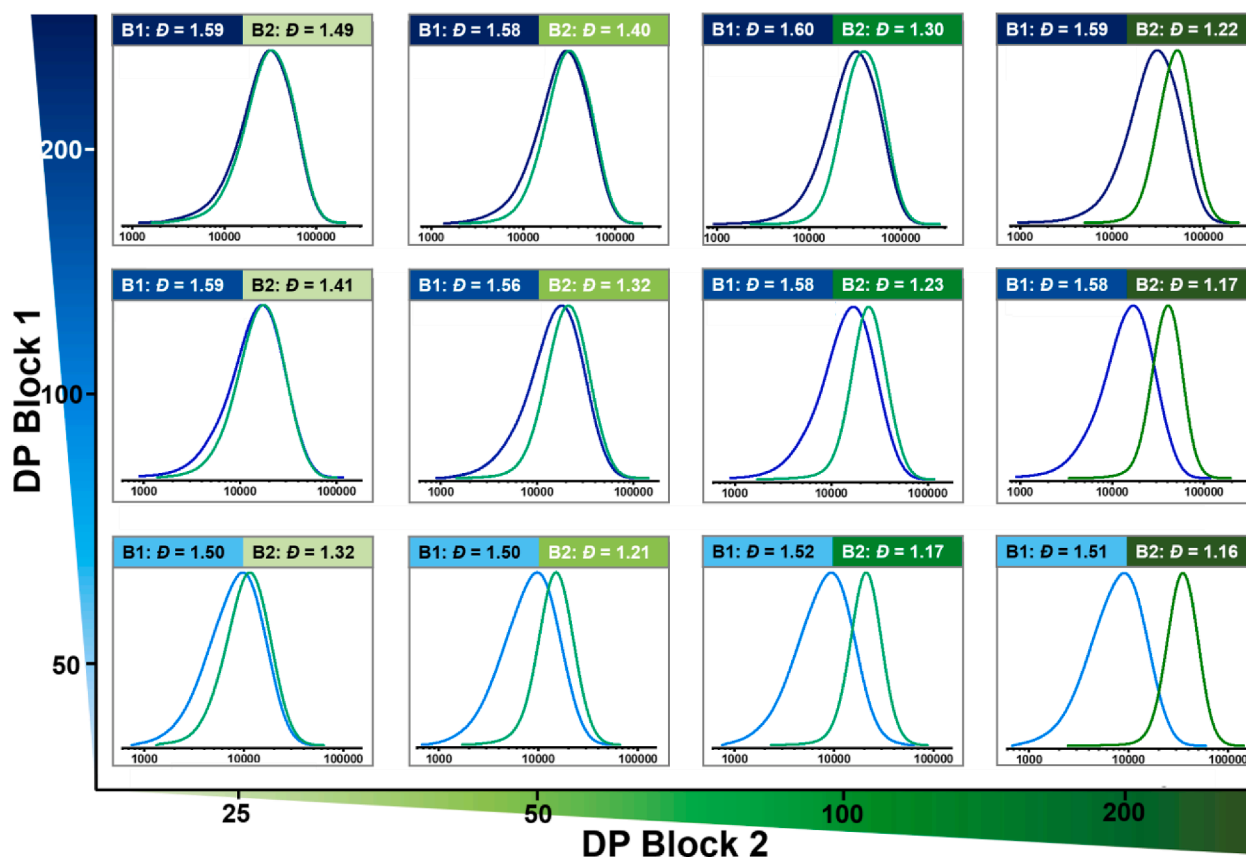 B1: Đ = 1.59 B2: Đ = 1.49 B1: Đ = 1.58 B2: Đ = 1.40 B1: Đ = 1.60 B2: Đ = 1.30 B1: Đ = 1.59 B2: Đ = 1.22
200
1000 10000 100000 1000 10000 100000 1000 10000 100000 1000 10000 100000
B1: Đ = 1.59 B2: Đ = 1.41 B1: Đ = 1.56 B2: Đ = 1.32 B1: Đ = 1.58 B2: Đ = 1.23 B1: Đ = 1.58 B2: Đ = 1.17
DP Block 1
100
1000 10000 100000 1000 10000 100000 1000 10000 100000 1000 10000 100000
B1: Đ = 1.50 B2: Đ = 1.32 B1: Đ = 1.50 B2: Đ = 1.21 B1: Đ = 1.52 B2: Đ = 1.17 B1: Đ = 1.51 B2: Đ = 1.16
50
1000 10000 100000 1000 10000 100000 1000 10000 100000 1000 10000 100000
25 50 100 200
DP Block 2